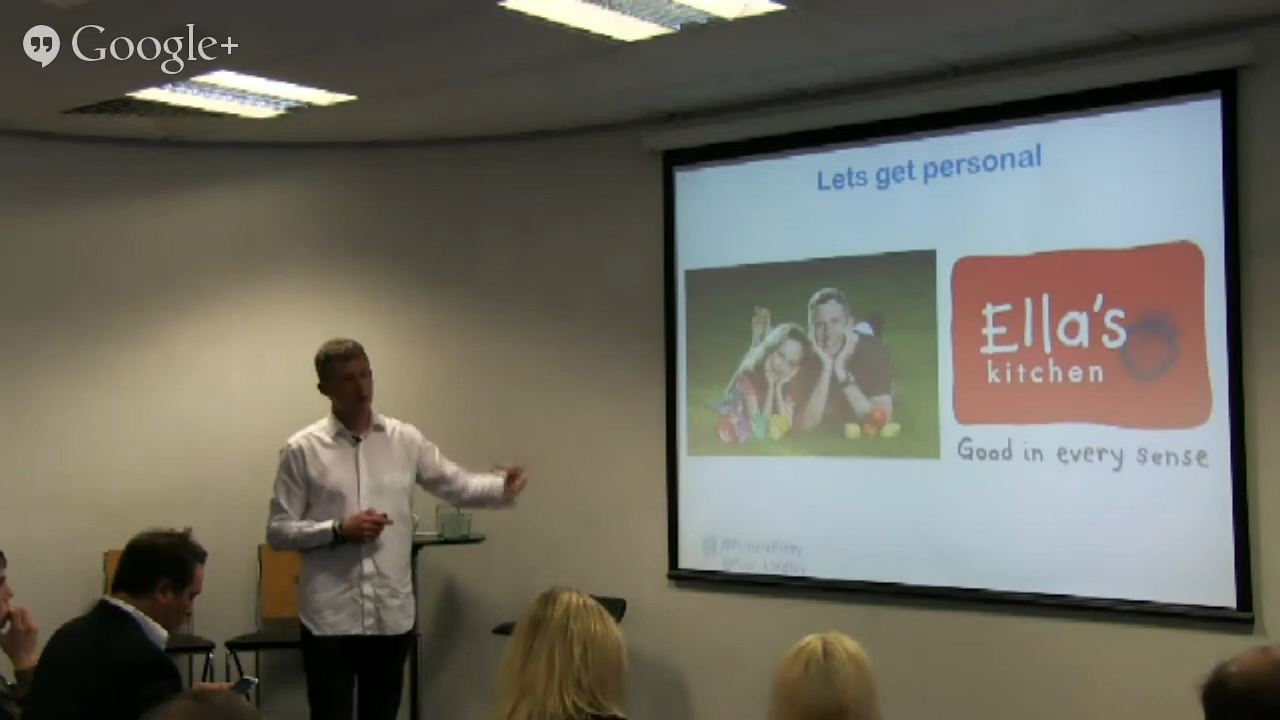 Google+
Lets get personal
Ella's
kitchen
Good in every sense